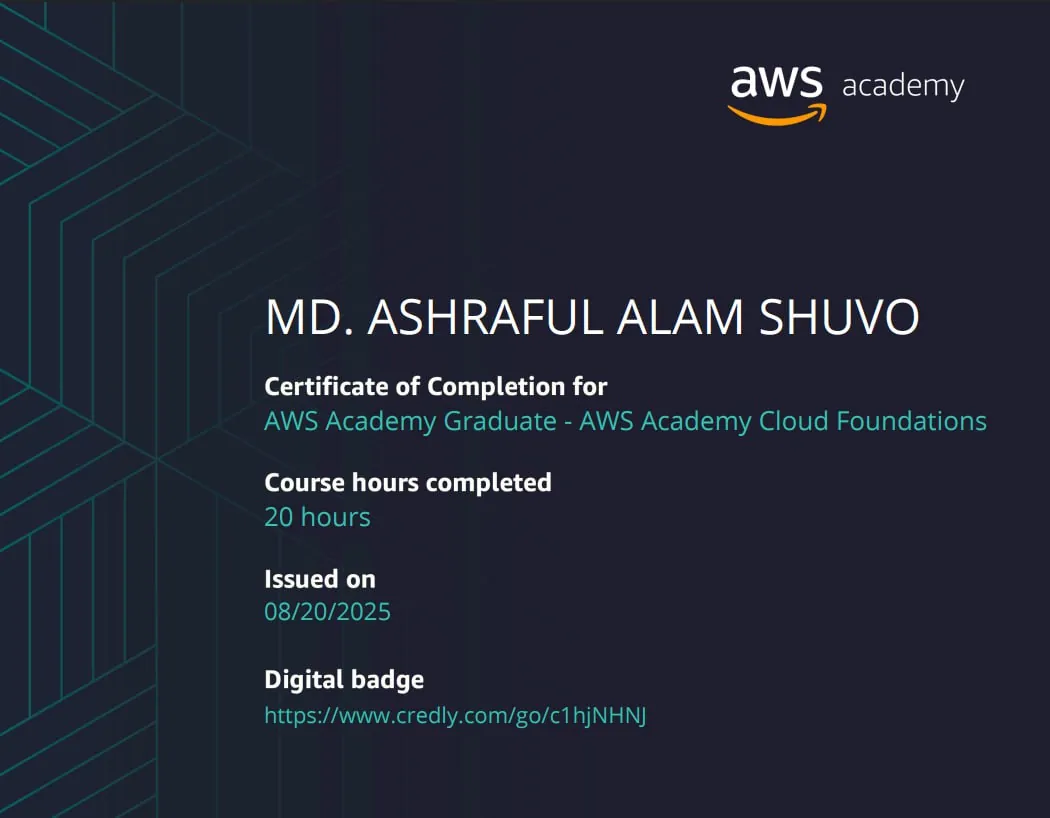 aws academy
MD. ASHRAFUL ALAM SHUVO
Certificate of Completion for
AWS Academy Graduate - AWS Academy Cloud Foundations
Course hours completed
20 hours
Issued on
08/20/2025
Digital badge
https://www.credly.com/go/c1hjNHNJ